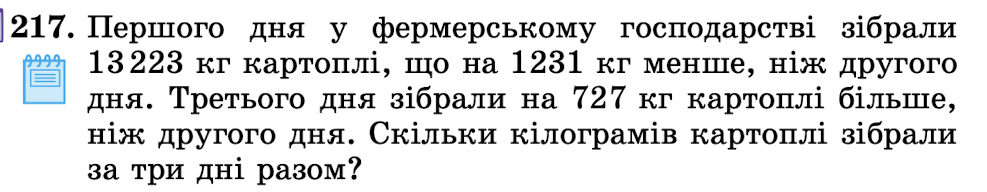 217. Першого дня у фермерському господарстві зібрали
13 223 кг картоплі, що на 1231 кг менше, ніж другого
дня. Третього дня зібрали на 727 кг картоплі більше,
ніж другого дня. Скільки кілограмів картоплі зібрали
за три дні разом?